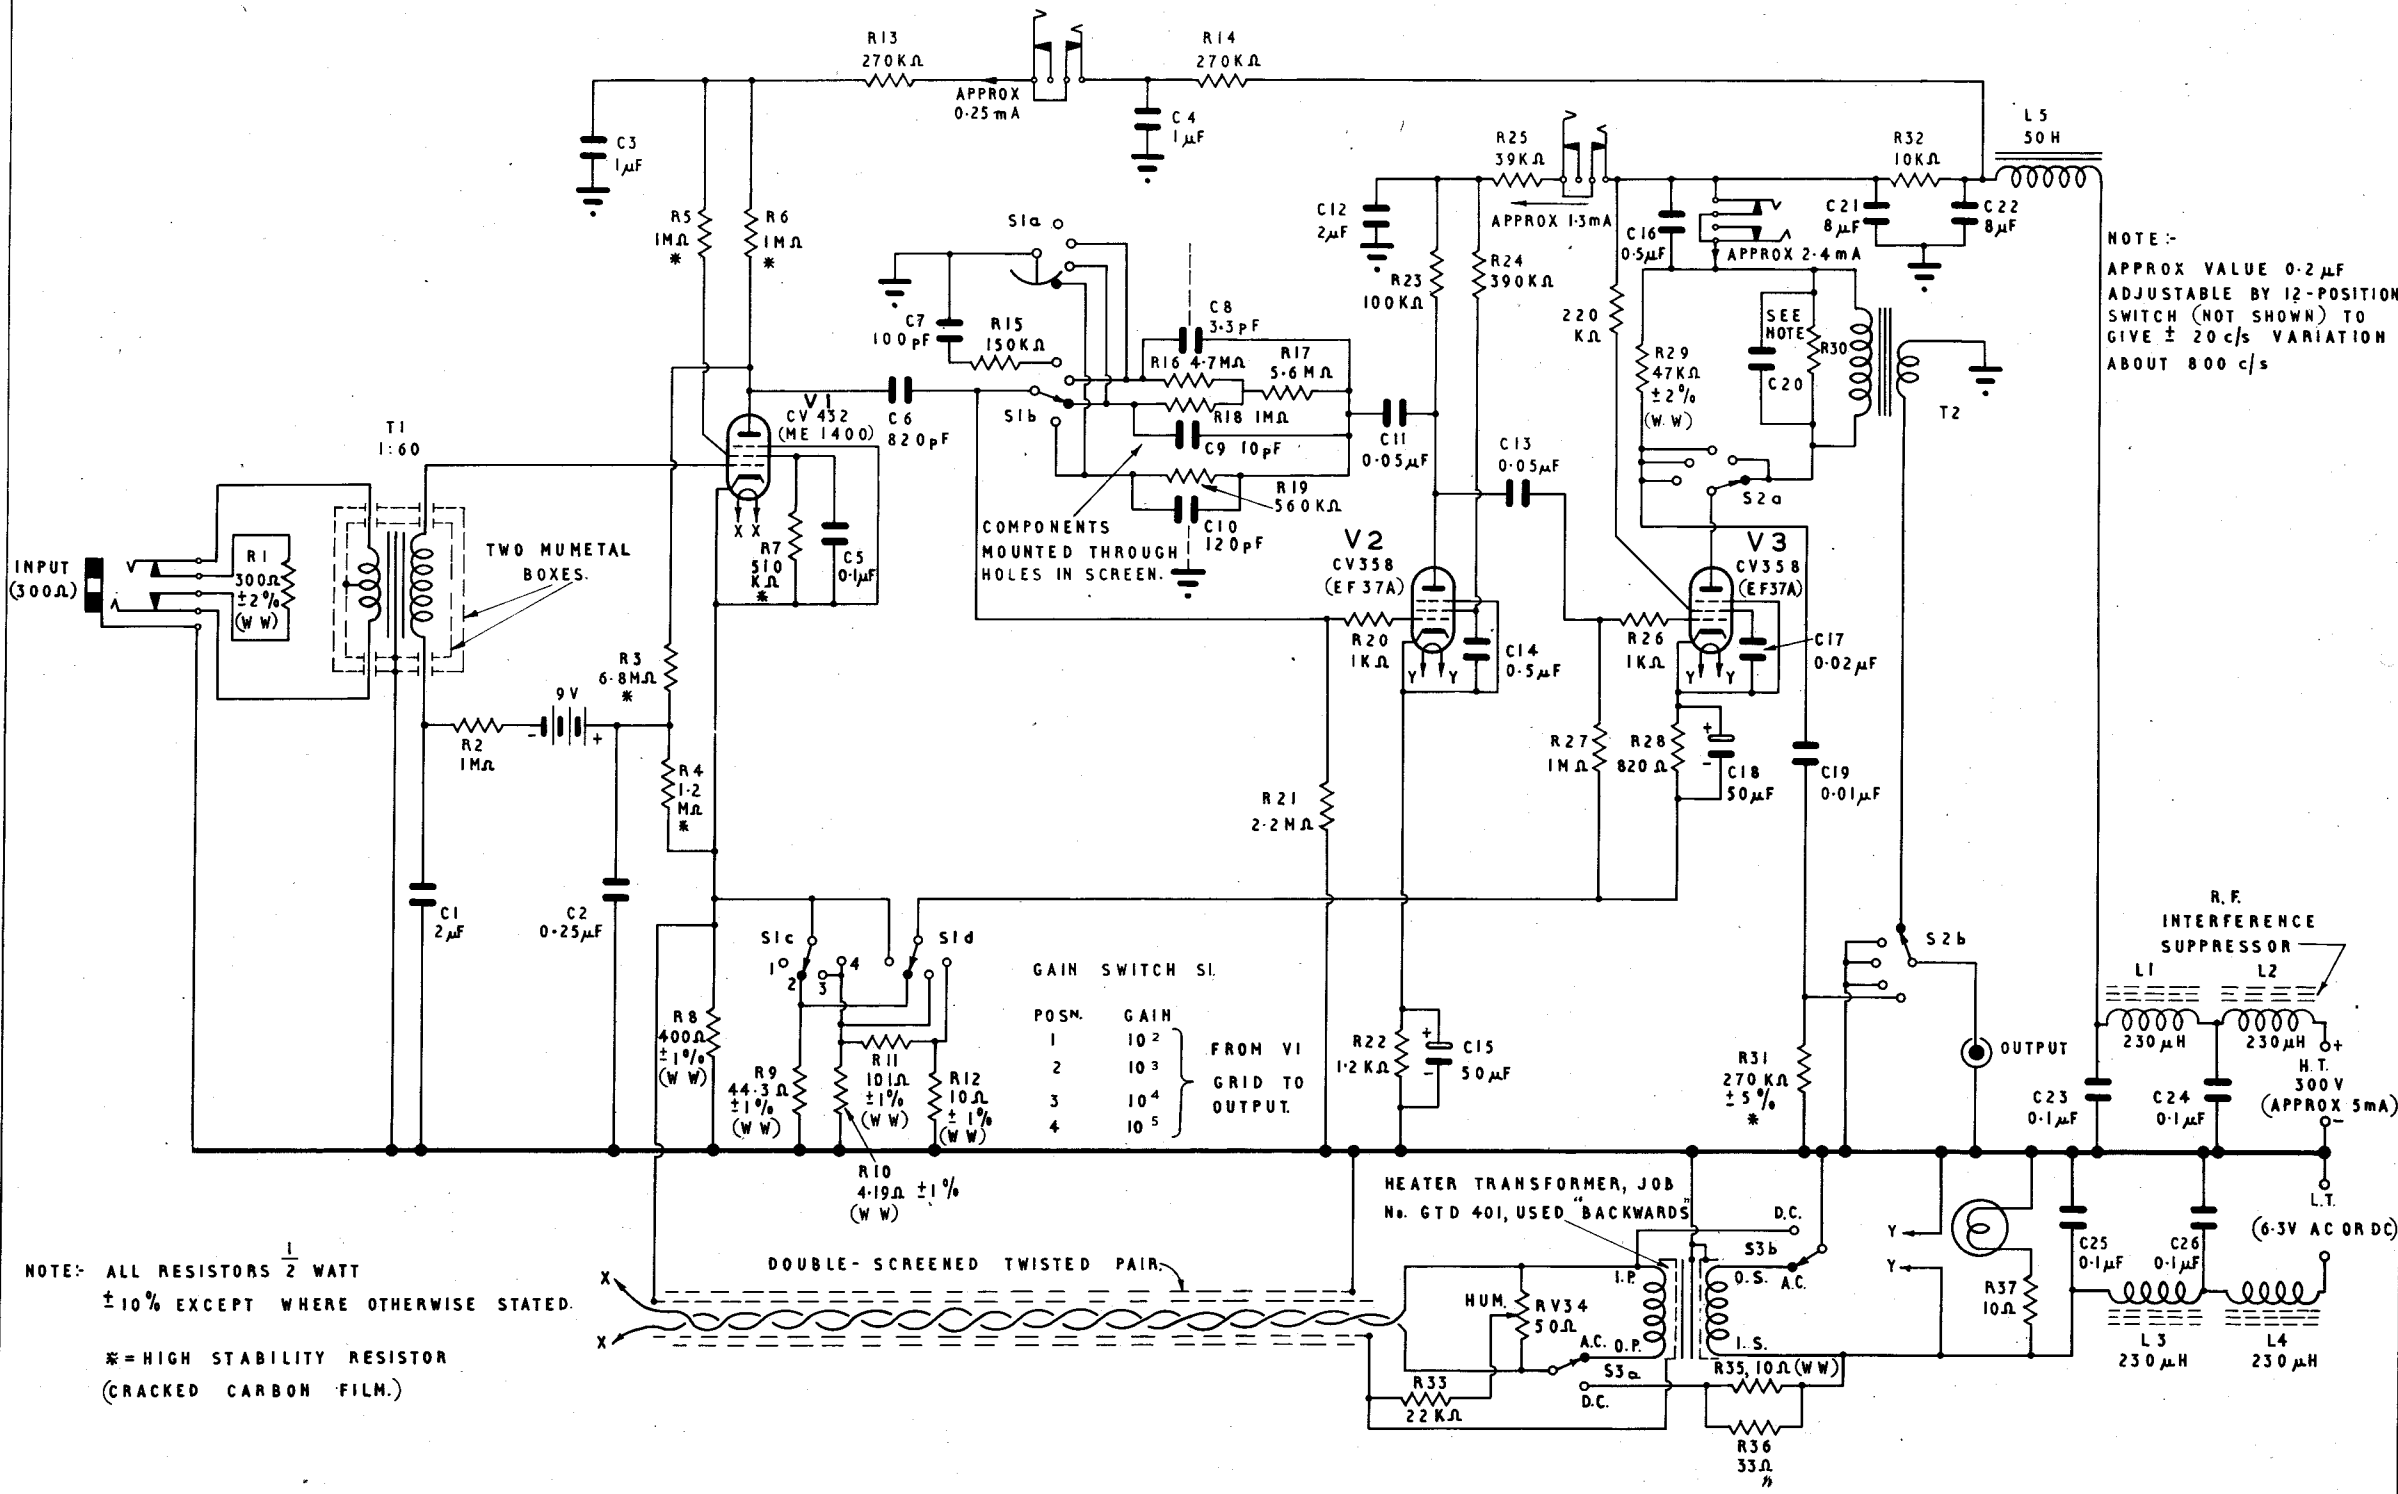 R13
270KΩ
APPROX
0·25mA
R14
270KΩ
C3
1μF
C4
1μF
R5
1MΩ
*
R6
1MΩ
*
S1a
C7
100pF
R15
150KΩ
C8
3·3pF
R16 4·7MΩ
R17
5·6MΩ
R18 1MΩ
C9 10pF
R19
560KΩ
C10
120pF
S1b
C6
820pF
C11
0·05μF
COMPONENTS
MOUNTED THROUGH
HOLES IN SCREEN.
C12
2μF
R25
39KΩ
APPROX 1·3mA
R23
100KΩ
R24
390KΩ
C16
0·5μF
APPROX 2·4mA
R32
10KΩ
C21
8μF
C22
8μF
L5
50H
NOTE:-
APPROX VALUE 0·2μF
ADJUSTABLE BY 12-POSITION
SWITCH (NOT SHOWN) TO
GIVE ± 20 c/s VARIATION
ABOUT 800 c/s
220
KΩ
R29
47KΩ
±2%
(W.W)
SEE
NOTE
C20
R30
T2
S2a
C13
0·05μF
V1
CV 432
(ME 1400)
X X
R7
510
KΩ
*
C5
0·1μF
T1
1:60
TWO MUMETAL
BOXES.
INPUT
(300Ω)
R1
300Ω
±2%
(W W)
R3
6·8MΩ
*
9V
- +
R2
1MΩ
R4
1·2
MΩ
*
C1
2μF
C2
0·25μF
V2
CV358
(EF37A)
R20
1KΩ
Y Y
C14
0·5μF
V3
CV358
(EF37A)
R26
1KΩ
Y Y
C17
0·02μF
R27
1MΩ
R28
820Ω
+
-
C18
50μF
C19
0·01μF
R21
2·2MΩ
S1c
1
2
3
4
S1d
GAIN SWITCH S1.
POSN. GAIN
1 10²
2 10³
3 10⁴
4 10⁵
FROM V1
GRID TO
OUTPUT.
R8
400Ω
±1%
(W W)
R9
44·3Ω
±1%
(W W)
R11
101Ω
±1%
(W W)
R12
10Ω
±1%
(W W)
R10
4·19Ω ±1%
(W W)
R22
1·2KΩ
+
-
C15
50μF
R31
270KΩ
±5%
*
S2b
OUTPUT
R.F.
INTERFERENCE
SUPPRESSOR
L1
230μH
L2
230μH
+
H.T.
300V
(APPROX 5mA)
-
C23
0·1μF
C24
0·1μF
L.T.
(6·3V AC OR DC)
HEATER TRANSFORMER, JOB
No. GTD 401, USED "BACKWARDS"
D.C.
S3b
A.C.
I.P.
O.S.
Y
Y
C25
0·1μF
C26
0·1μF
R37
10Ω
L3
230μH
L4
230μH
NOTE:- ALL RESISTORS 1/2 WATT
±10% EXCEPT WHERE OTHERWISE STATED.
*=HIGH STABILITY RESISTOR
(CRACKED CARBON FILM.)
DOUBLE-SCREENED TWISTED PAIR.
X
X
HUM.
RV34
50Ω
A.C. O.P.
I.S.
S3a
D.C.
R33
22KΩ
R35, 10Ω (W W)
R36
33Ω
"